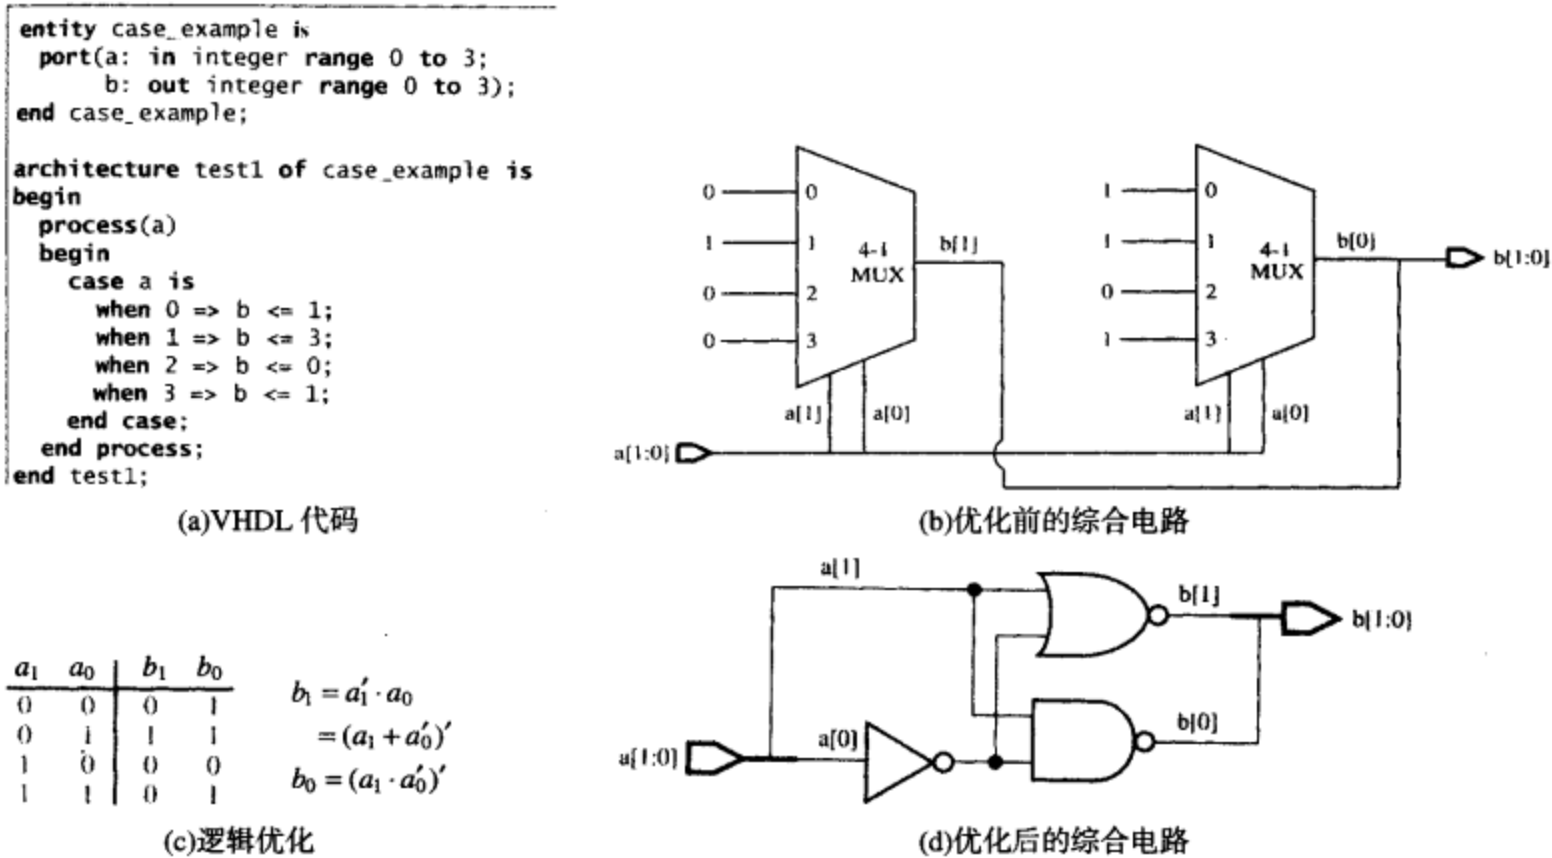 entity case_example is
port(a: in integer range 0 to 3;
b: out integer range 0 to 3);
end case_example;
architecture test1 of case_example is
begin
process(a)
begin
case a is
when 0 => b <= 1;
when 1 => b <= 3;
when 2 => b <= 0;
when 3 => b <= 1;
end case;
end process;
end test1;
(a)VHDL 代码
0 0
1 1
0 2
0 3
4-1
MUX
b[1]
a[1] a[0]
1 0
1 1
0 2
1 3
4-1
MUX
b[0]
b[1:0]
a[1] a[0]
a[1:0]
(b)优化前的综合电路
a₁ a₀ b₁ b₀
0 0 0 1
0 1 1 1
1 0 0 0
1 1 0 1
b₁ = a₁′ · a₀
= (a₁ + a₀′)′
b₀ = (a₁ · a₀′)′
(c)逻辑优化
a[1]
b[1]
b[1:0]
a[1:0]
a[0]
b[0]
(d)优化后的综合电路